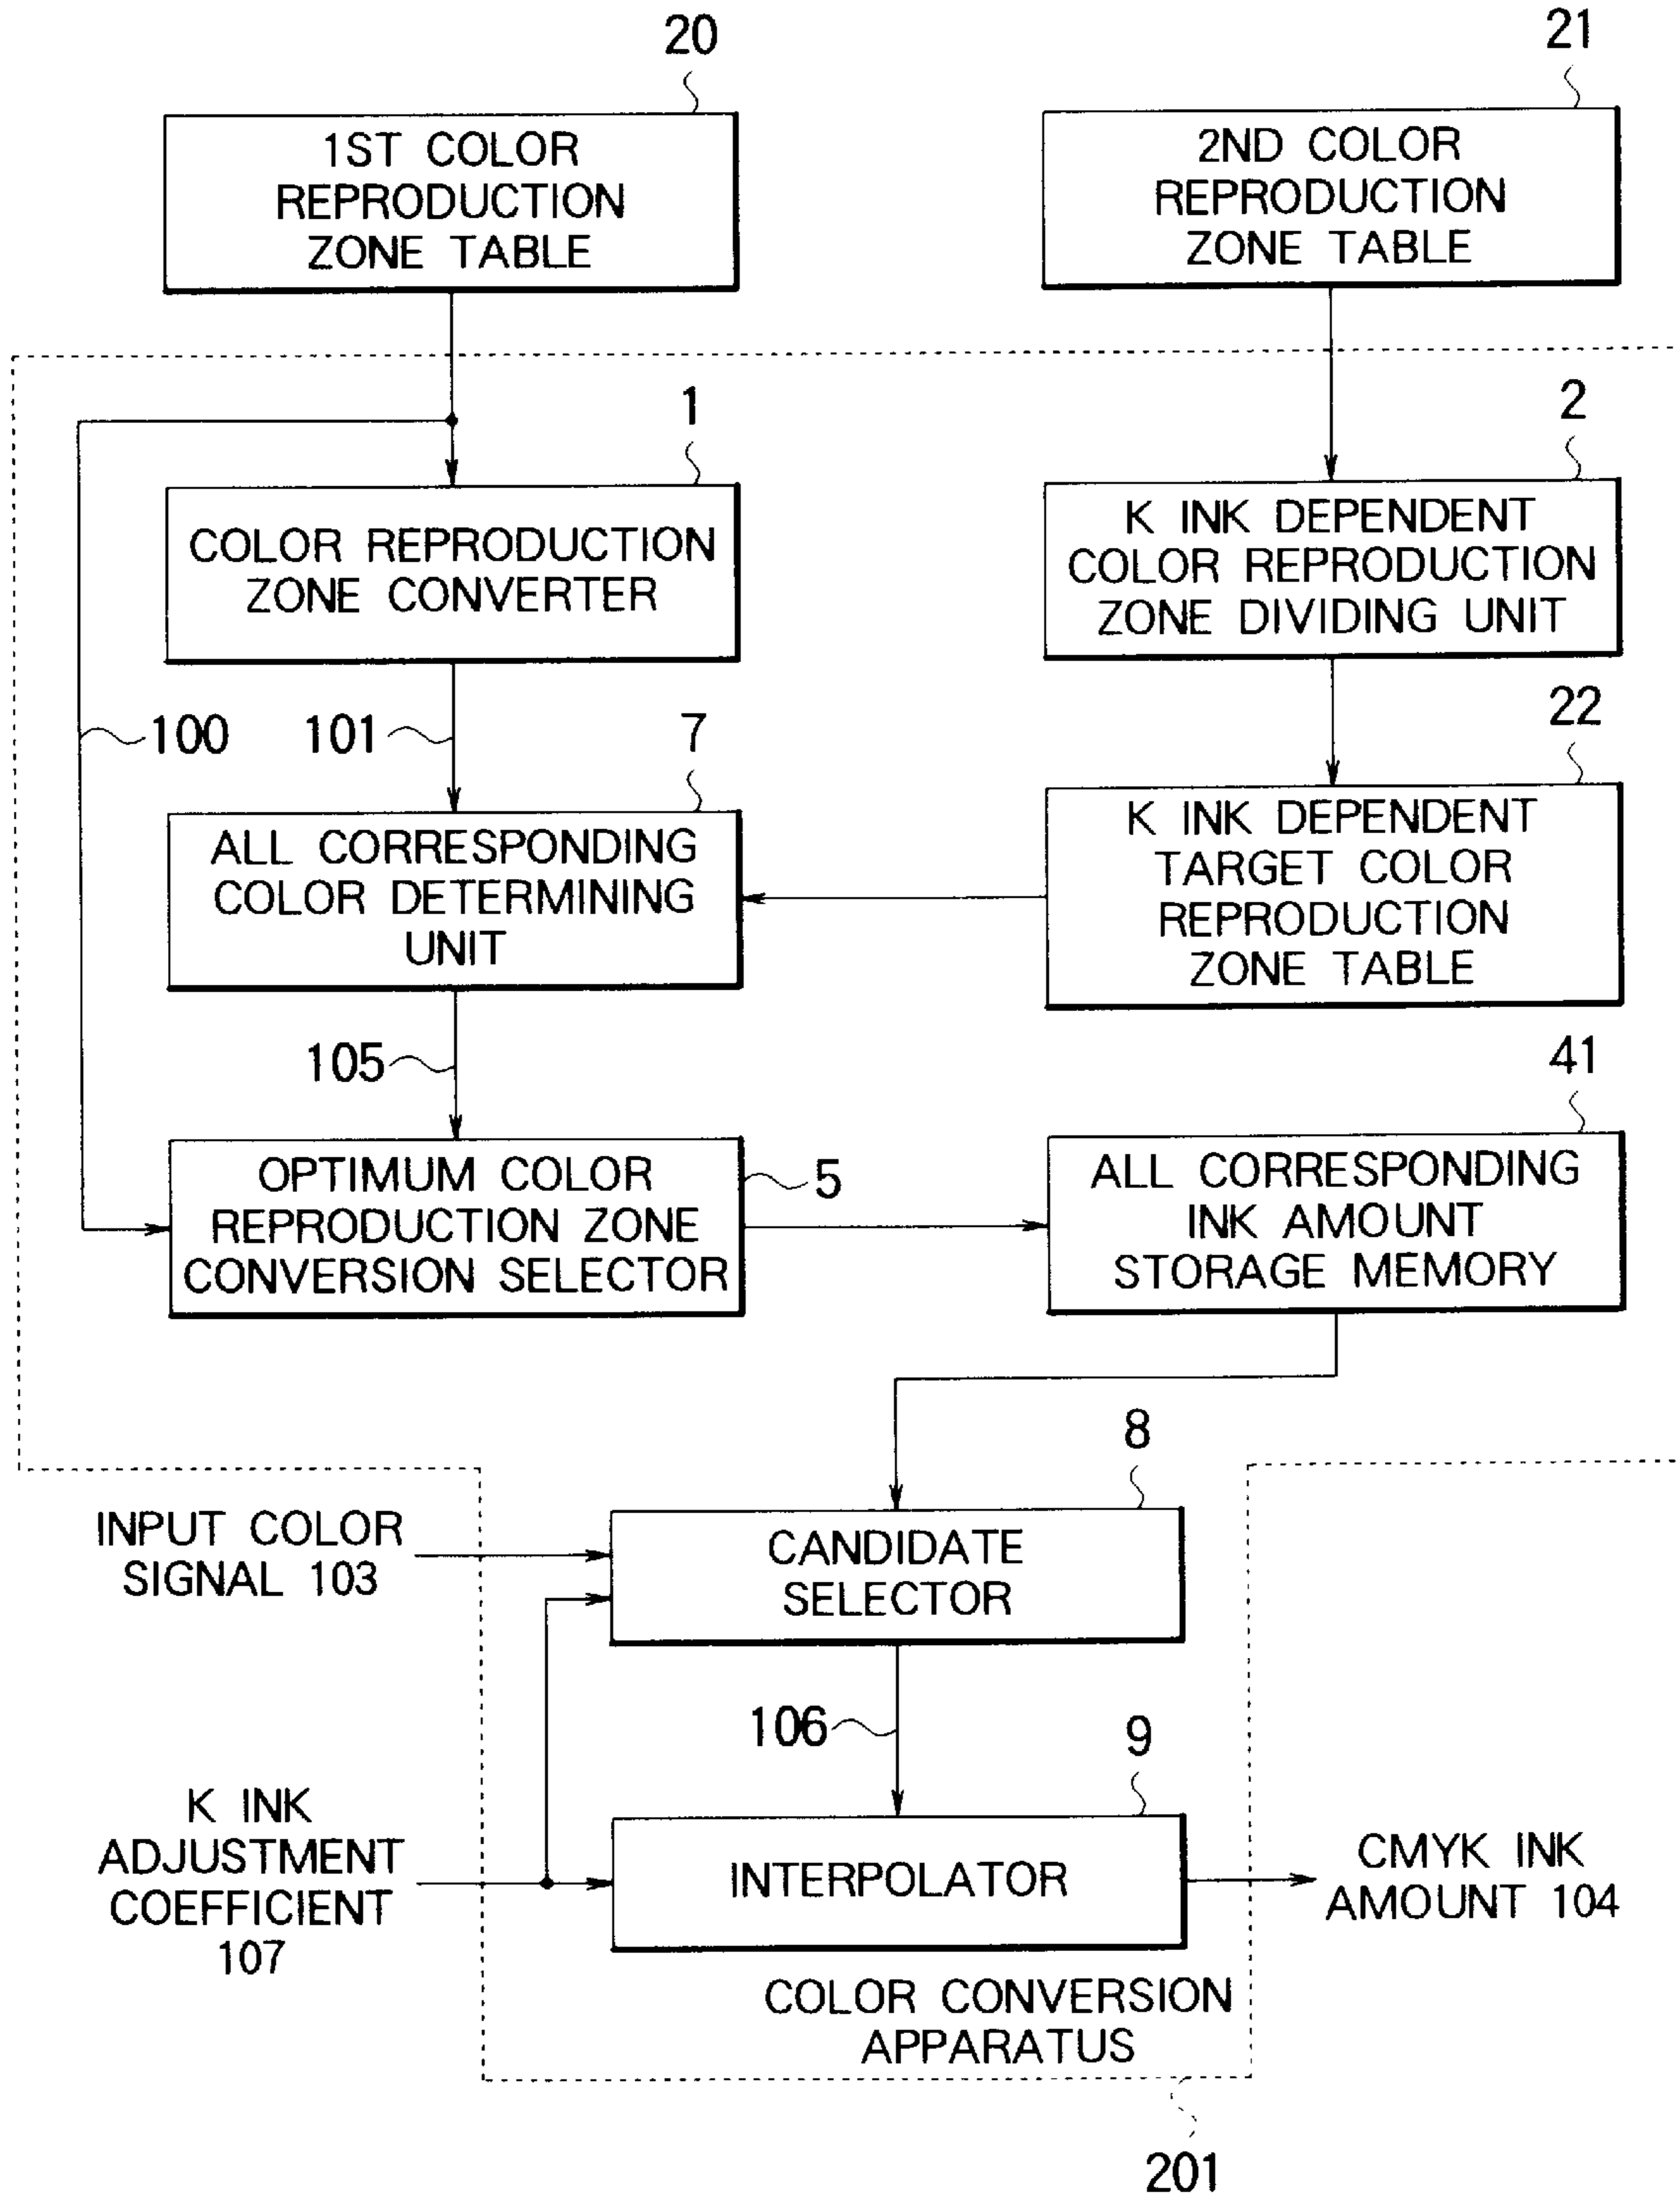 20
21
1ST COLOR
REPRODUCTION
ZONE TABLE
2ND COLOR
REPRODUCTION
ZONE TABLE
1
2
COLOR REPRODUCTION
ZONE CONVERTER
K INK DEPENDENT
COLOR REPRODUCTION
ZONE DIVIDING UNIT
100
101
7
22
ALL CORRESPONDING
COLOR DETERMINING
UNIT
K INK DEPENDENT
TARGET COLOR
REPRODUCTION
ZONE TABLE
105
41
OPTIMUM COLOR
REPRODUCTION ZONE
CONVERSION SELECTOR
5
ALL CORRESPONDING
INK AMOUNT
STORAGE MEMORY
8
INPUT COLOR
SIGNAL 103
CANDIDATE
SELECTOR
106
9
K INK
ADJUSTMENT
COEFFICIENT
107
INTERPOLATOR
CMYK INK
AMOUNT 104
COLOR CONVERSION
APPARATUS
201